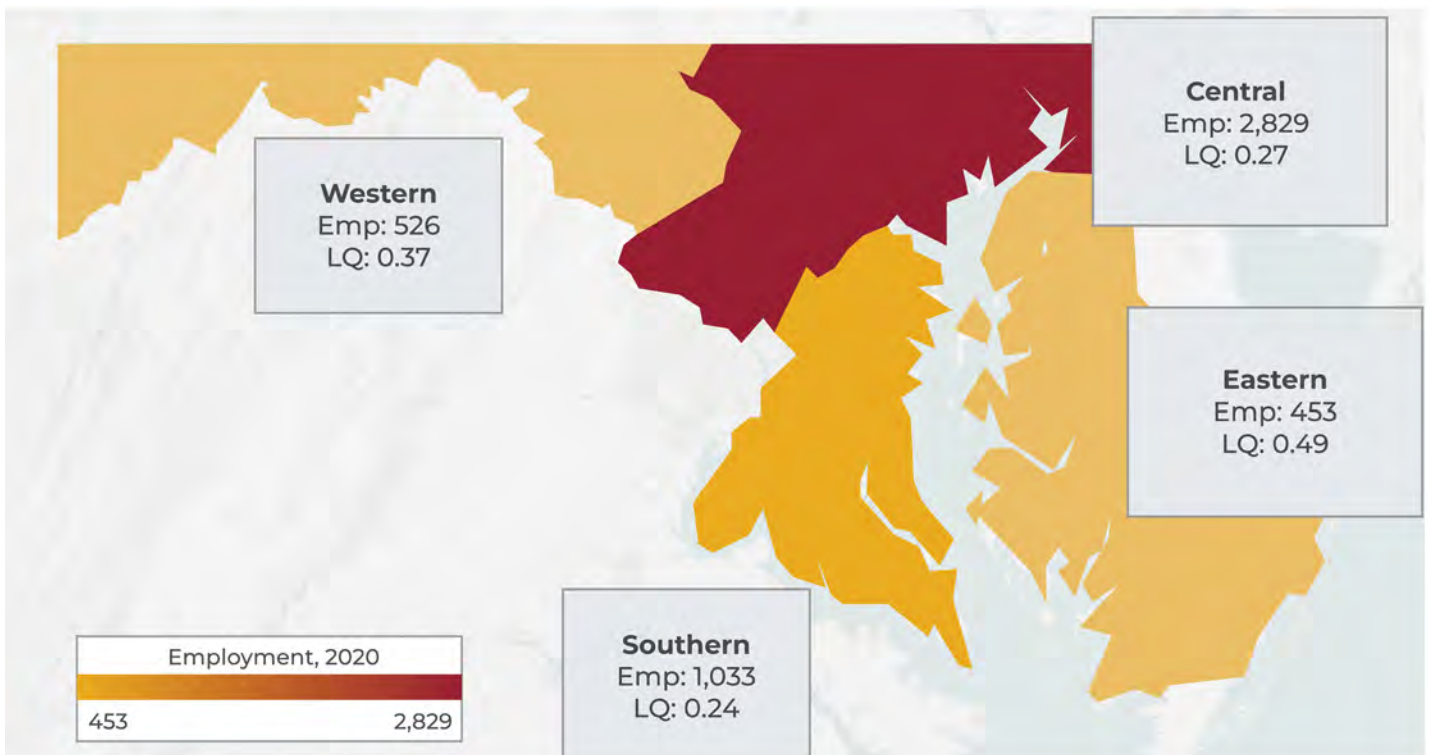 Central
Emp: 2,829
LQ: 0.27
Western
Emp: 526
LQ: 0.37
Eastern
Emp: 453
LQ: 0.49
Southern
Emp: 1,033
LQ: 0.24
Employment, 2020
453 2,829